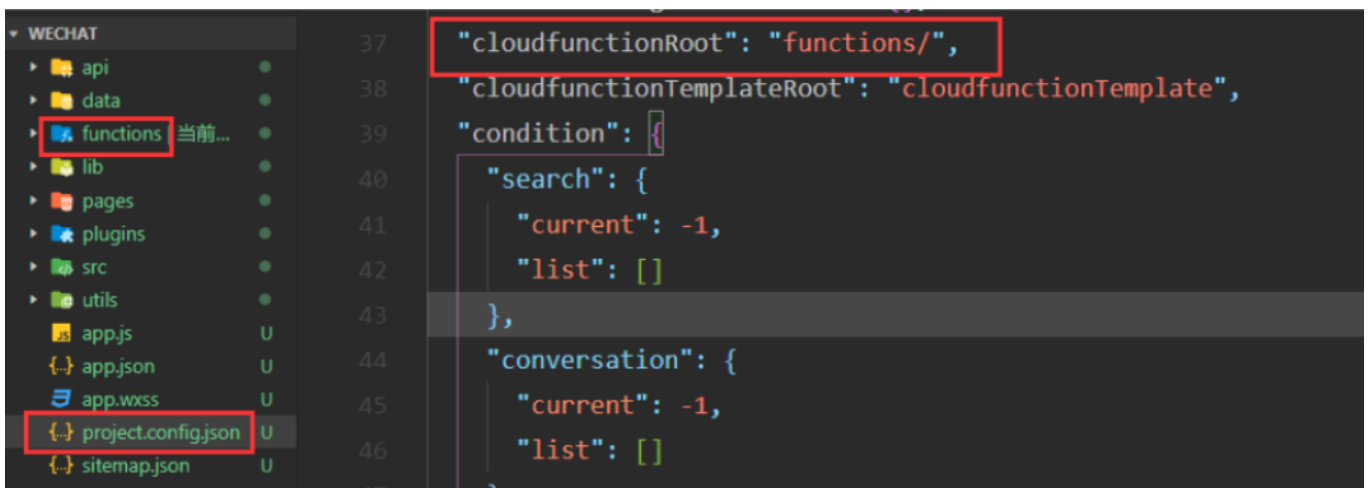 WECHAT
api
data
functions | 当前...
lib
pages
plugins
src
utils
JS app.js U
{..} app.json U
app.wxss U
{..} project.config.json U
{..} sitemap.json U
37 "cloudfunctionRoot": "functions/",
38 "cloudfunctionTemplateRoot": "cloudfunctionTemplate",
39 "condition": {
40 "search": {
41 "current": -1,
42 "list": []
43 },
44 "conversation": {
45 "current": -1,
46 "list": []